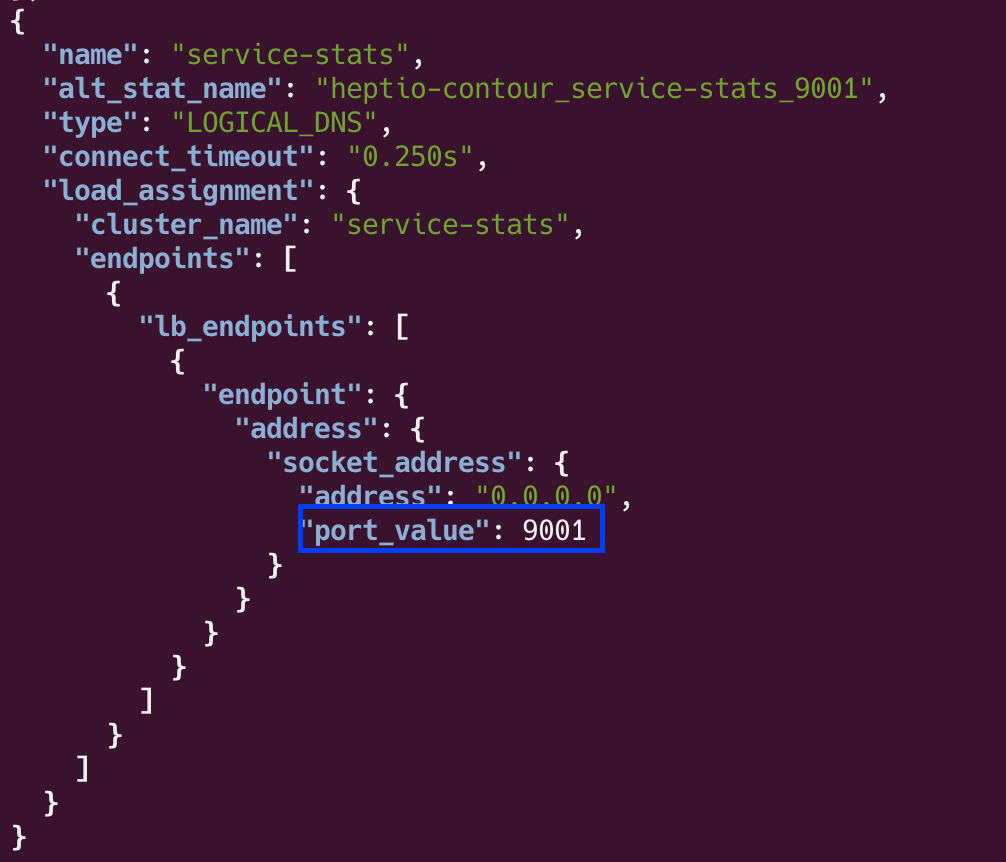 {
  "name": "service-stats",
  "alt_stat_name": "heptio-contour_service-stats_9001",
  "type": "LOGICAL_DNS",
  "connect_timeout": "0.250s",
  "load_assignment": {
    "cluster_name": "service-stats",
    "endpoints": [
      {
        "lb_endpoints": [
          {
            "endpoint": {
              "address": {
                "socket_address": {
                  "address": "0.0.0.0",
                  "port_value": 9001
                }
              }
            }
          }
        ]
      }
    ]
  }
}